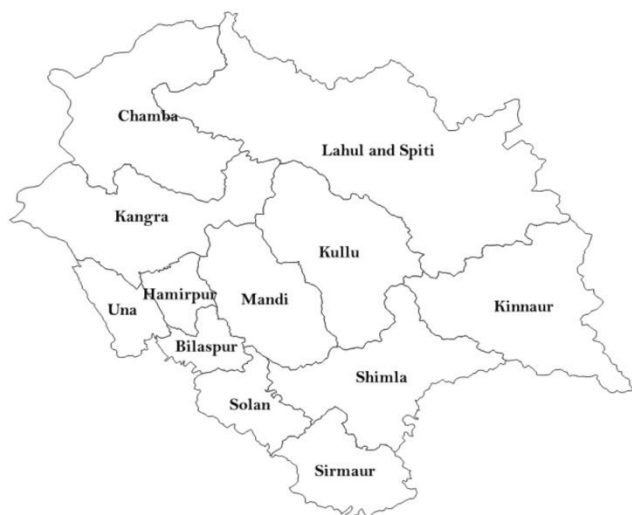 Chamba
Lahul and Spiti
Kangra
Kullu
Hamirpur
Mandi
Kinnaur
Una
Bilaspur
Shimla
Solan
Sirmaur